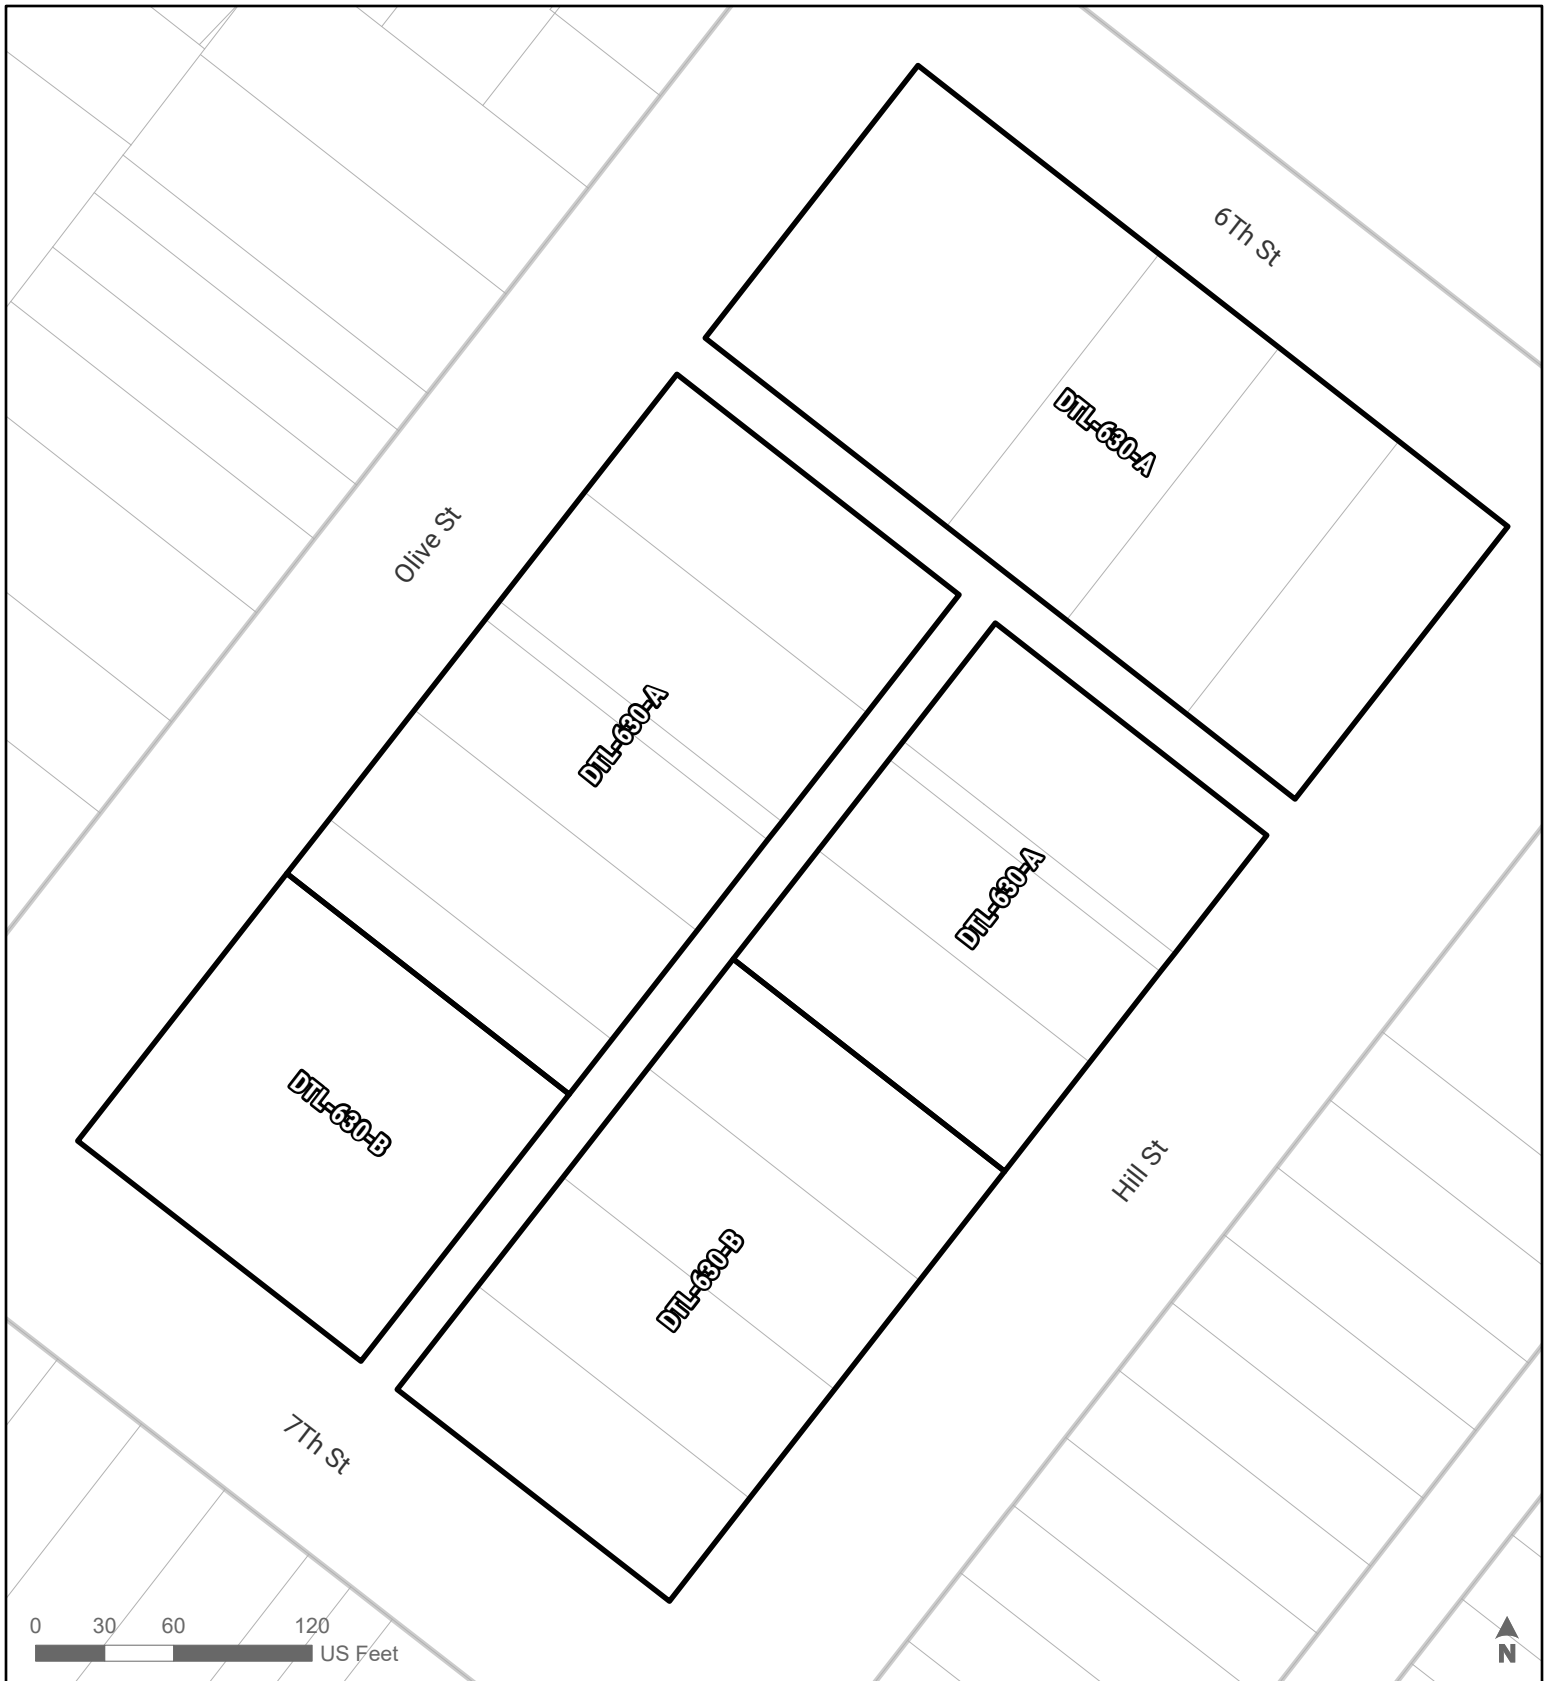 6Th St
DTL-630-A
Olive St
DTL-630-A
DTL-630-A
DTL-630-B
Hill St
DTL-630-B
7Th St
0 30 60 120
US Feet
N